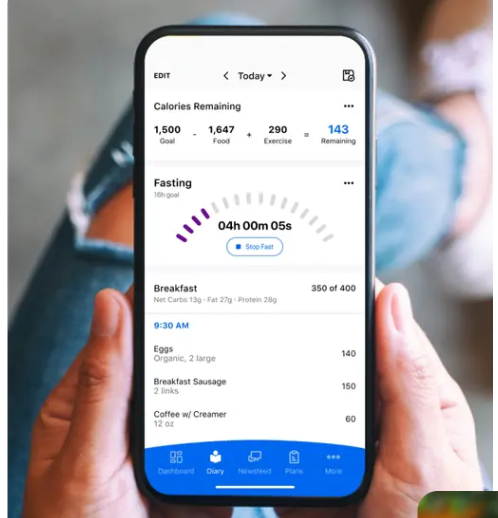 EDIT < Today >
Calories Remaining
1,500 - 1,647 + 290 = 143
Goal Food Exercise Remaining
Fasting
16h goal
04h 00m 05s
Stop Fast
Breakfast 350 of 400
Net Carbs 13g · Fat 27g · Protein 28g
9:30 AM
Eggs
Organic, 2 large
140
Breakfast Sausage
2 links
150
Coffee w/ Creamer
12 oz
60
Dashboard Diary Newsfeed Plans More